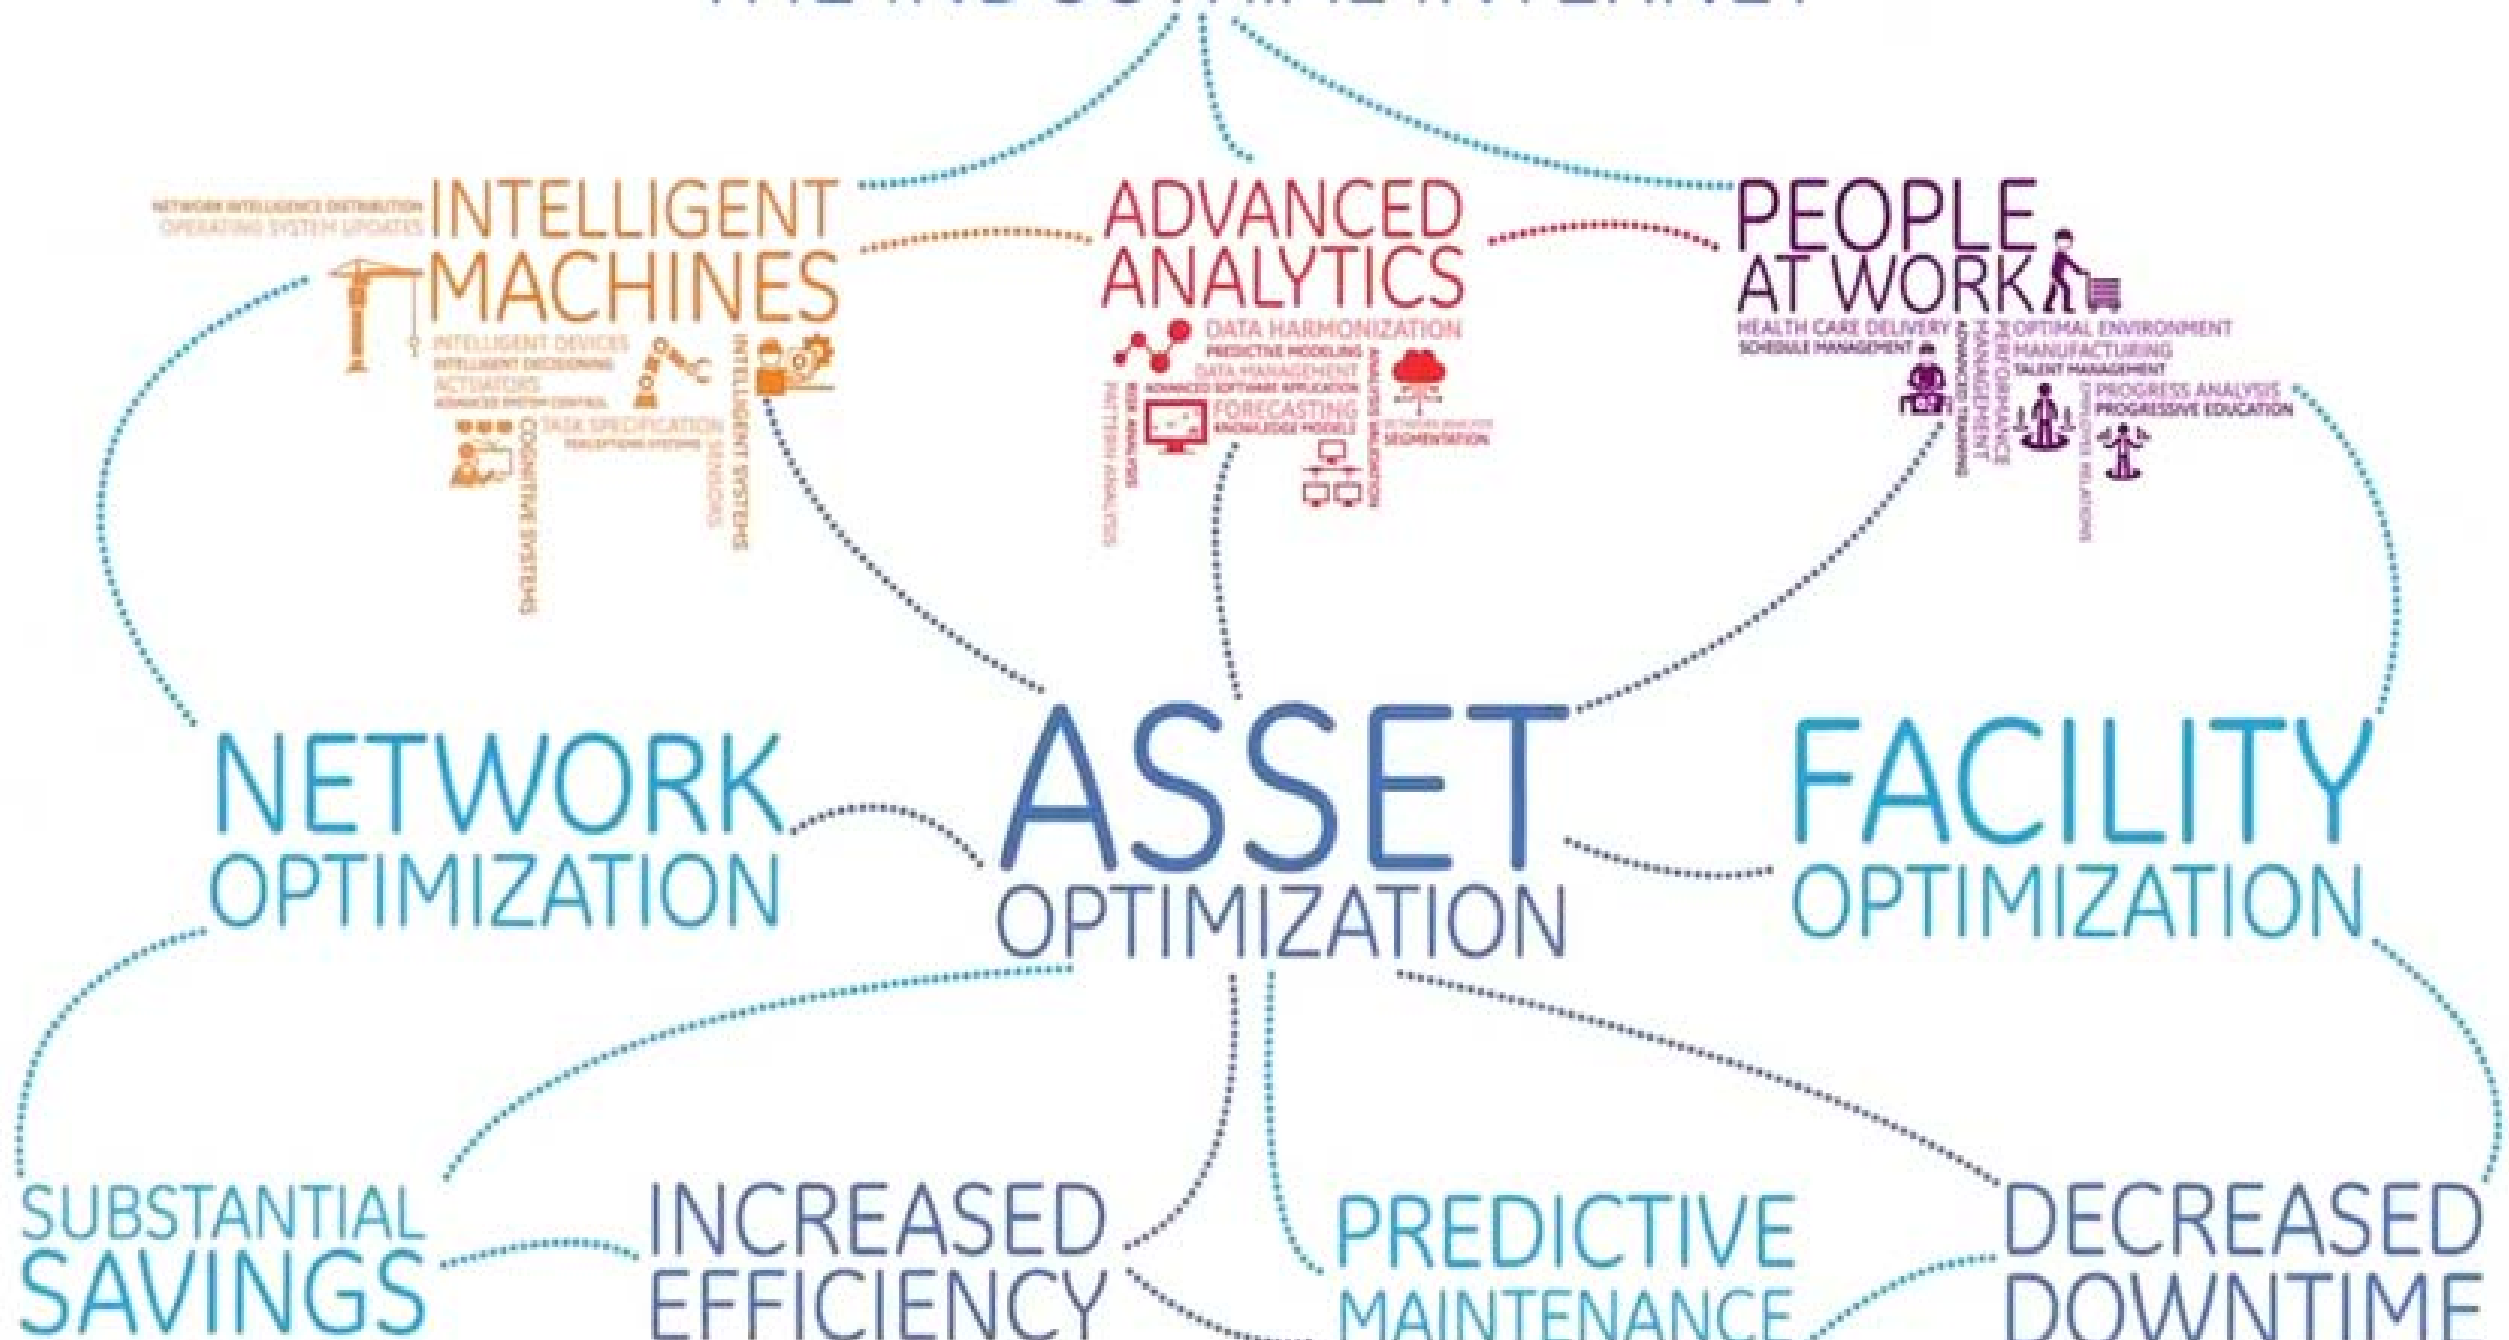 INTELLIGENT
MACHINES
NETWORK INTELLIGENCE DISTRIBUTION
OPERATING SYSTEM UPDATES
INTELLIGENT DEVICES
INTELLIGENT DECISIONING
ACTUATORS
ADVANCED SYSTEM CONTROL
SPECIFICATION
SYSTEMS
COGNITIVE SYSTEMS
SENSORS
INTELLIGENT SYSTEMS
ADVANCED
ANALYTICS
DATA HARMONIZATION
PREDICTIVE MODELING
DATA MANAGEMENT
ADVANCED SOFTWARE APPLICATION
FORECASTING
KNOWLEDGE MODELS
PATTERN ANALYSIS
ANALYSIS
ANALYSIS VALIDATION
SEGMENTATION
PEOPLE
AT WORK
HEALTH CARE DELIVERY
SCHEDULE MANAGEMENT
ADVANCED TRAINING
MANAGEMENT
PERFORMANCE
OPTIMAL ENVIRONMENT
MANUFACTURING
TALENT MANAGEMENT
PROGRESS ANALYSIS
PROGRESSIVE EDUCATION
EMPLOYEE RELATIONS
NETWORK
OPTIMIZATION
ASSET
OPTIMIZATION
FACILITY
OPTIMIZATION
SUBSTANTIAL
SAVINGS
INCREASED
EFFICIENCY
PREDICTIVE
MAINTENANCE
DECREASED
DOWNTIME